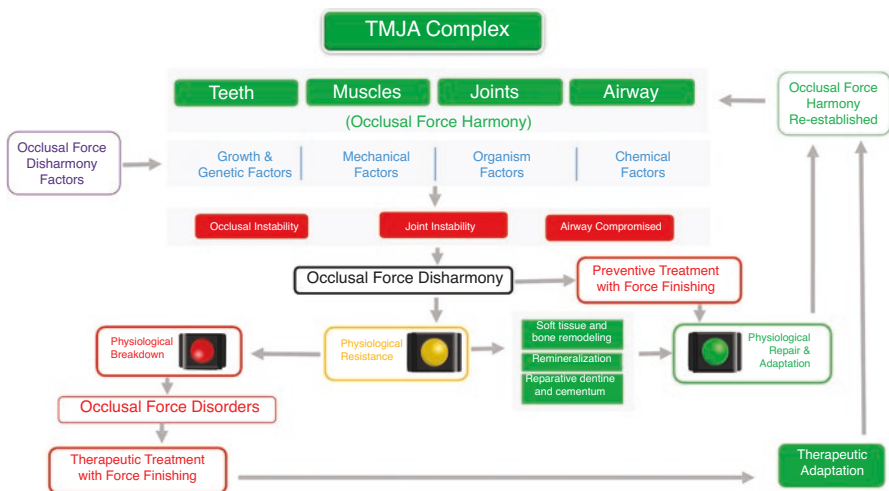 TMJA Complex
Teeth
Muscles
Joints
Airway
(Occlusal Force Harmony)
Occlusal Force
Harmony
Re-established
Occlusal Force
Disharmony
Factors
Growth &
Genetic Factors
Mechanical
Factors
Organism
Factors
Chemical
Factors
Occlusal Instability
Joint Instability
Airway Compromised
Occlusal Force Disharmony
Preventive Treatment
with Force Finishing
Physiological
Breakdown
Physiological
Resistance
Soft tissue and
bone remodeling
Remineralization
Reparative dentine
and cementum
Physiological
Repair &
Adaptation
Occlusal Force Disorders
Therapeutic Treatment
with Force Finishing
Therapeutic
Adaptation